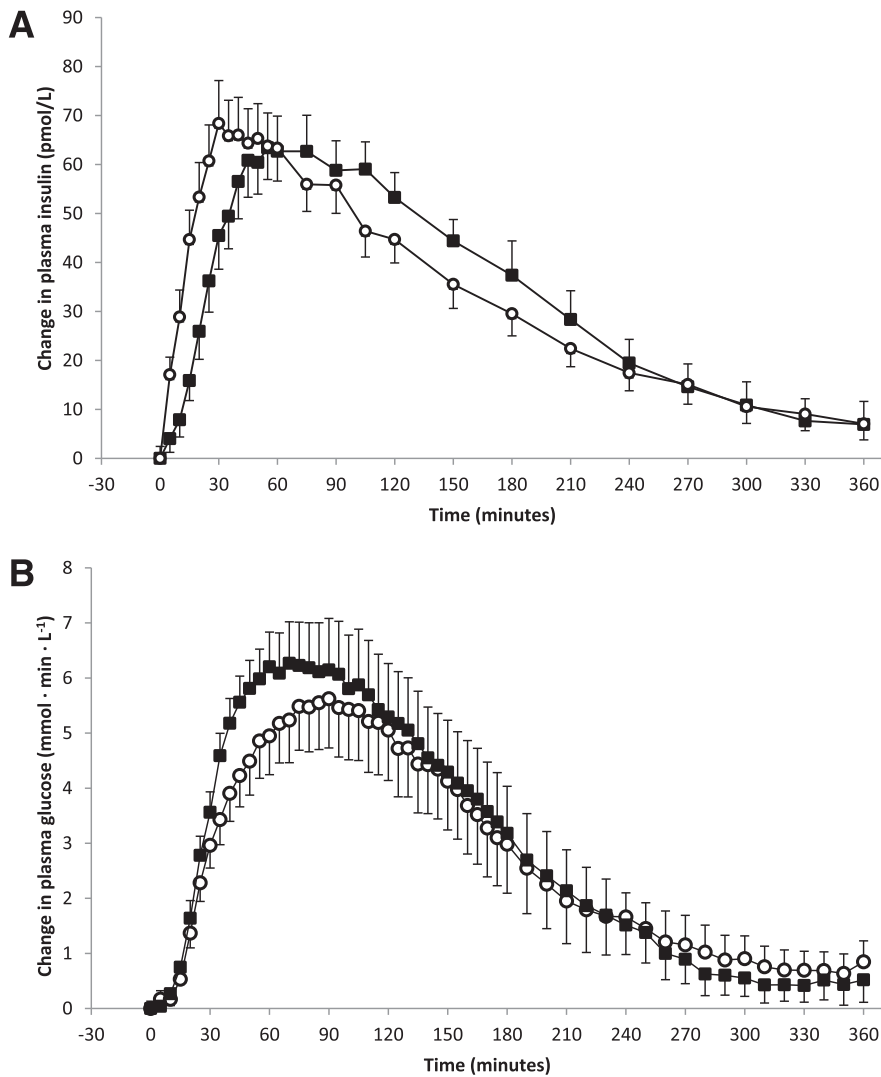 A
Change in plasma insulin (pmol/L)
90
80
70
60
50
40
30
20
10
0
-30 0 30 60 90 120 150 180 210 240 270 300 330 360
Time (minutes)
B
Change in plasma glucose (mmol · min · L-1)
8
7
6
5
4
3
2
1
0
-30 0 30 60 90 120 150 180 210 240 270 300 330 360
Time (minutes)